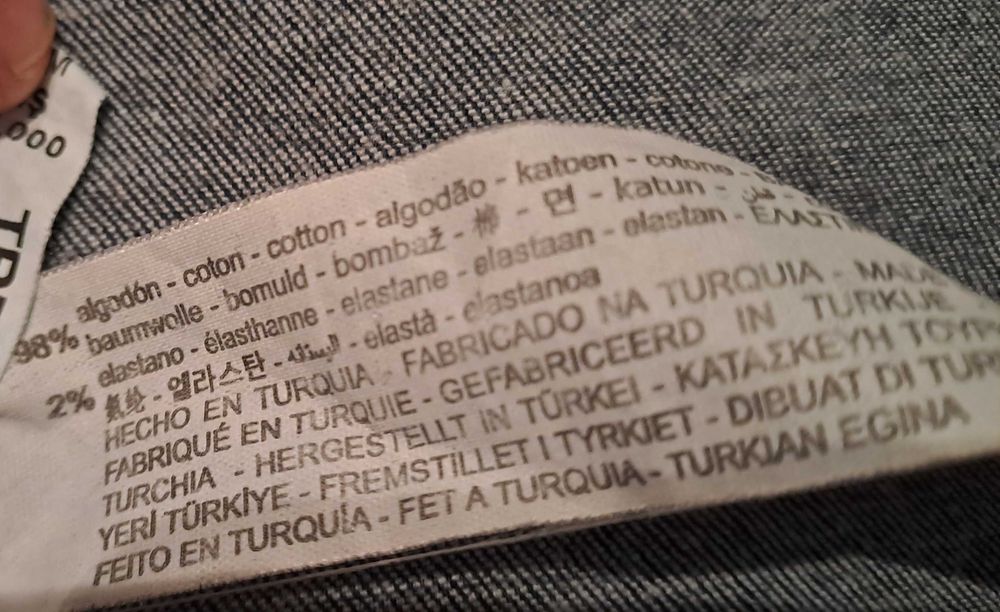 000
98% algodón - coton - cotton - algodão - katoen - cotone -
baumwolle - bomuld - bombaž - 棉 - 면 - katun - قطن -
2% elastano - élasthanne - elastane - elastaan - elastan - ΕΛΑΣΤ
氨纶 - 엘라스탄 - الستان - elastà - elastanoa
HECHO EN TURQUIA - FABRICADO NA TURQUIA - MADE
FABRIQUÉ EN TURQUIE - GEFABRICEERD IN TURKIJE
TURCHIA - HERGESTELLT IN TÜRKEI - ΚΑΤΑΣΚΕΥΗ ΤΟΥΡ
YERİ TÜRKİYE - FREMSTILLET I TYRKIET - DIBUAT DI TUR
FEITO EN TURQUÍA - FET A TURQUIA - TURKIAN EGINA